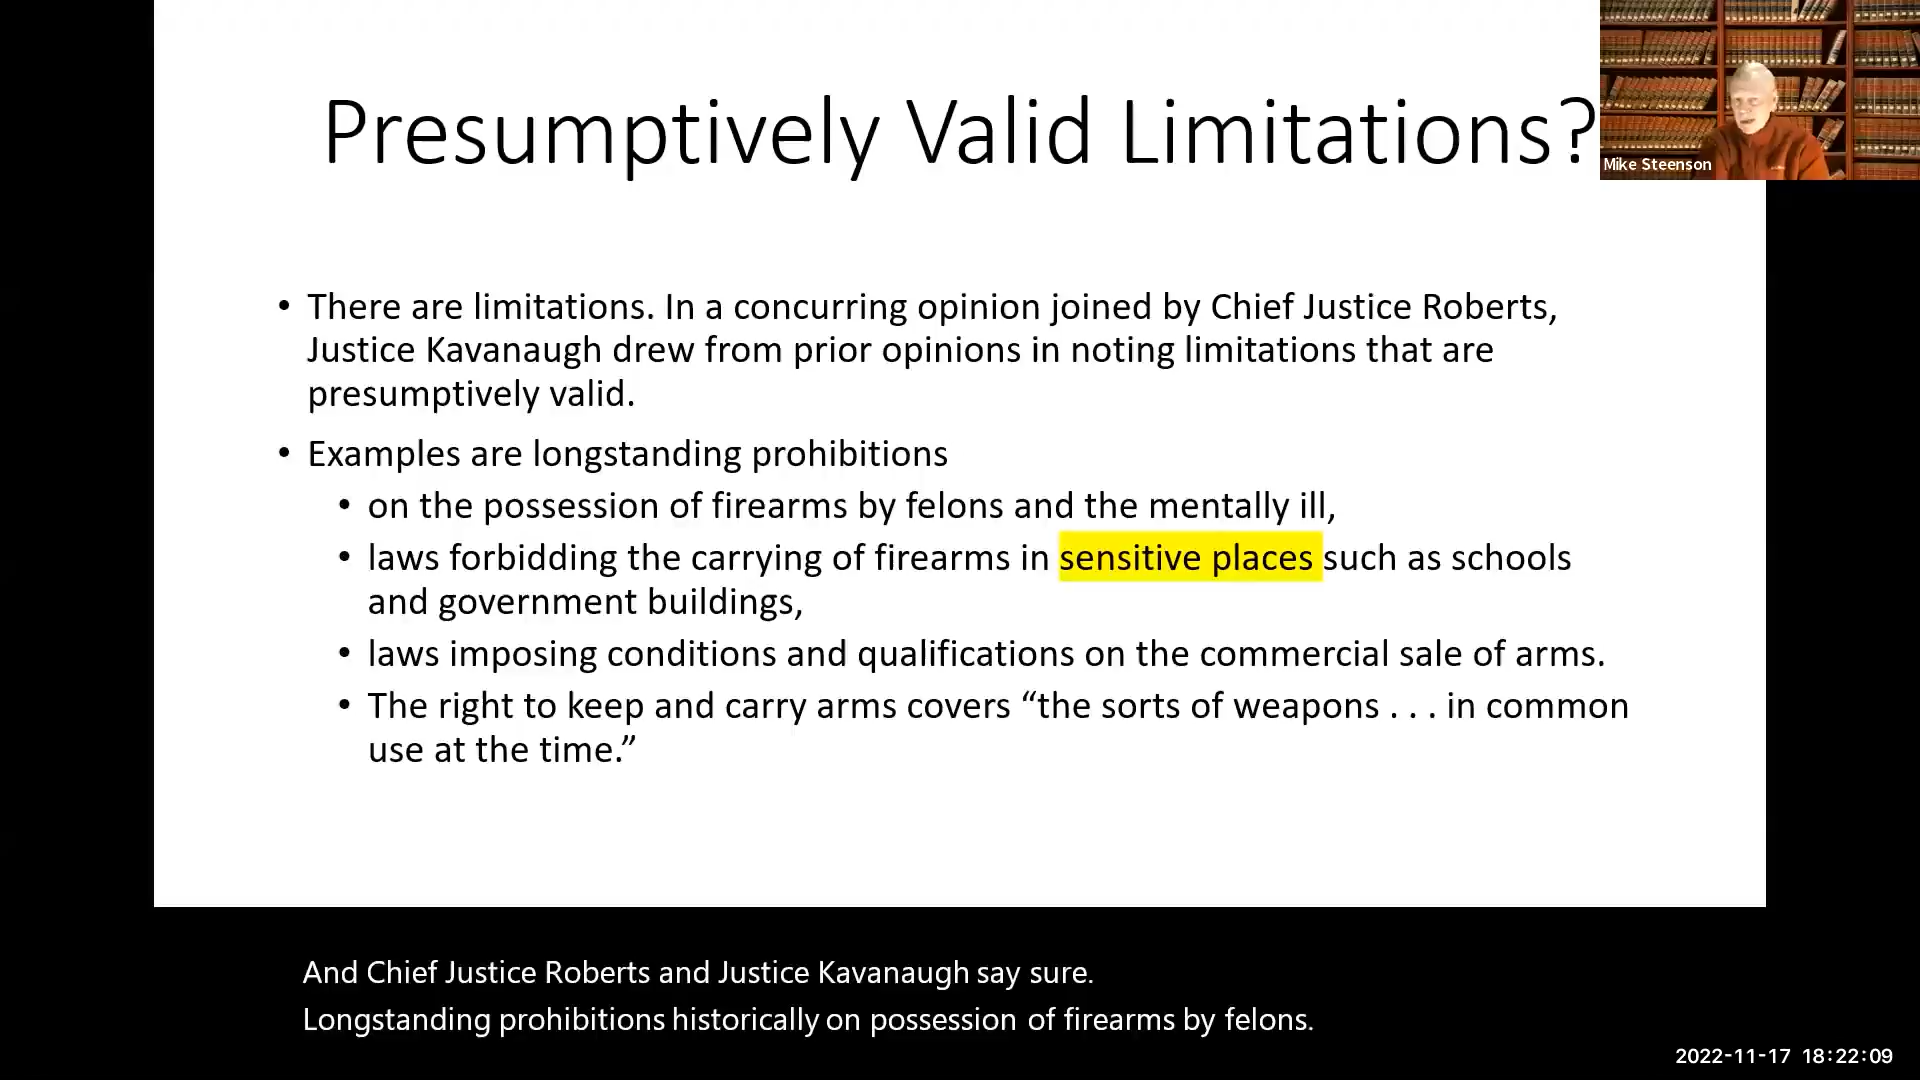 Presumptively Valid Limitations?
Mike Steenson
• There are limitations. In a concurring opinion joined by Chief Justice Roberts,
Justice Kavanaugh drew from prior opinions in noting limitations that are
presumptively valid.
• Examples are longstanding prohibitions
• on the possession of firearms by felons and the mentally ill,
• laws forbidding the carrying of firearms in sensitive places such as schools
and government buildings,
• laws imposing conditions and qualifications on the commercial sale of arms.
• The right to keep and carry arms covers “the sorts of weapons . . . in common
use at the time.”
And Chief Justice Roberts and Justice Kavanaugh say sure.
Longstanding prohibitions historically on possession of firearms by felons.
2022-11-17 18:22:09